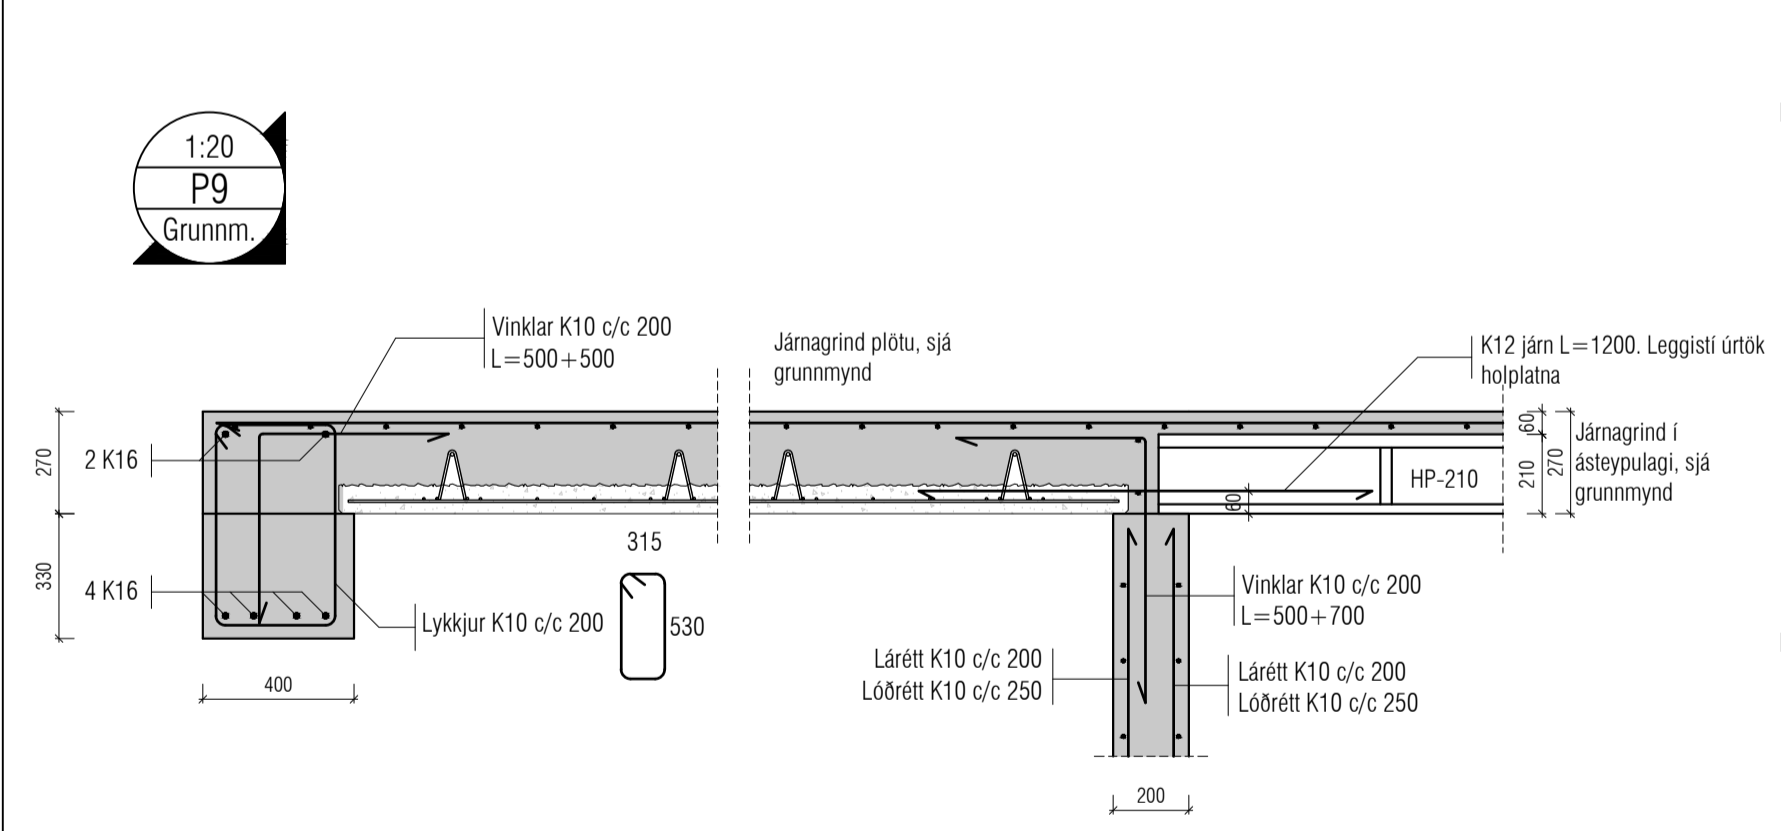 1:20
P9
Grunnm.
Vinklar K10 c/c 200
L=500+500
Járnagrind plötu, sjá
grunnmynd
K12 járn L=1200. Leggistí úrtök
holplatna
2 K16
270
330
4 K16
400
Lykkjur K10 c/c 200
315
530
60
HP-210
60
210
270
Járnagrind í
ásteypulagi, sjá
grunnmynd
Vinklar K10 c/c 200
L=500+700
Lárétt K10 c/c 200
Lóðrétt K10 c/c 250
Lárétt K10 c/c 200
Lóðrétt K10 c/c 250
200